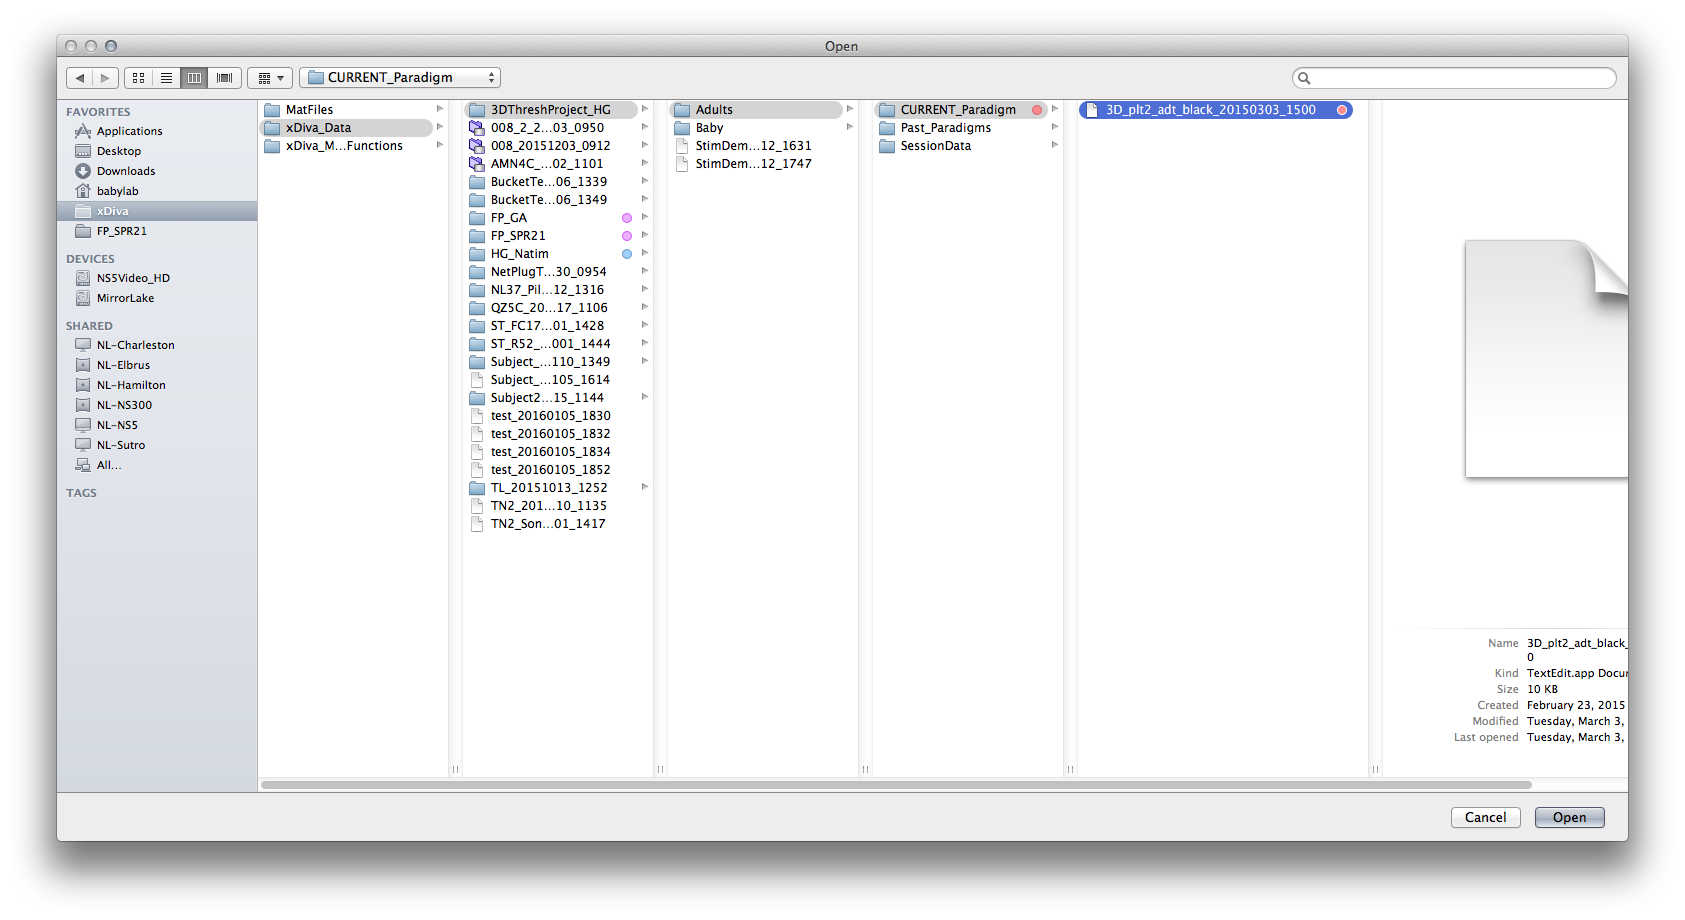 Open
CURRENT_Paradigm
FAVORITES
Applications
Desktop
Downloads
babylab
xDiva
FP_SPR21
DEVICES
NS5Video_HD
MirrorLake
SHARED
NL-Charleston
NL-Elbrus
NL-Hamilton
NL-NS300
NL-NS5
NL-Sutro
All...
TAGS
MatFiles
xDiva_Data
xDiva_M...Functions
3DThreshProject_HG
008_2_2...03_0950
008_20151203_0912
AMN4C_...02_1101
BucketTe...06_1339
BucketTe...06_1349
FP_GA
FP_SPR21
HG_Natim
NetPlugT...30_0954
NL37_Pil...12_1316
QZ5C_20...17_1106
ST_FC17...01_1428
ST_R52_...001_1444
Subject_...110_1349
Subject_...105_1614
Subject2...15_1144
test_20160105_1830
test_20160105_1832
test_20160105_1834
test_20160105_1852
TL_20151013_1252
TN2_201...10_1135
TN2_Son...01_1417
Adults
Baby
StimDem...12_1631
StimDem...12_1747
CURRENT_Paradigm
Past_Paradigms
SessionData
3D_plt2_adt_black_20150303_1500
Name 3D_plt2_adt_black_
0
Kind TextEdit.app Docu
Size 10 KB
Created February 23, 2015
Modified Tuesday, March 3,
Last opened Tuesday, March 3,
Cancel Open